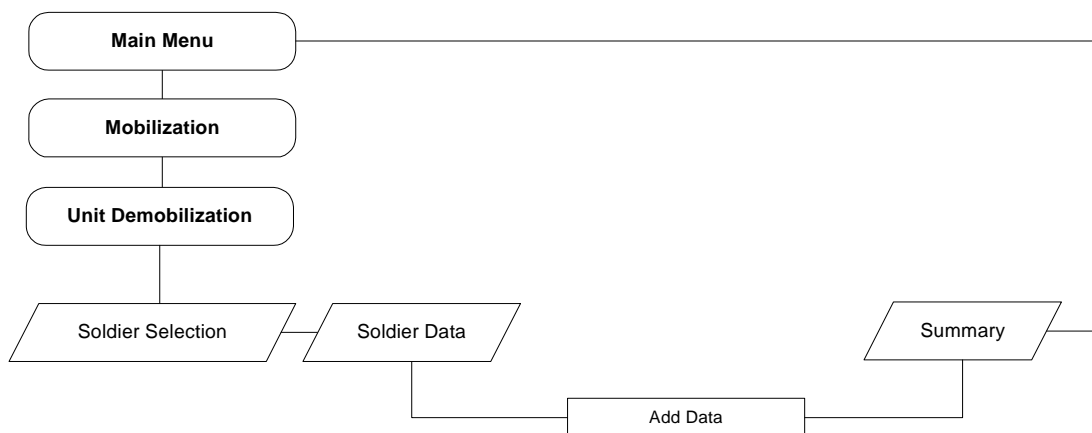 Main Menu
Mobilization
Unit Demobilization
Soldier Selection
Soldier Data
Summary
Add Data